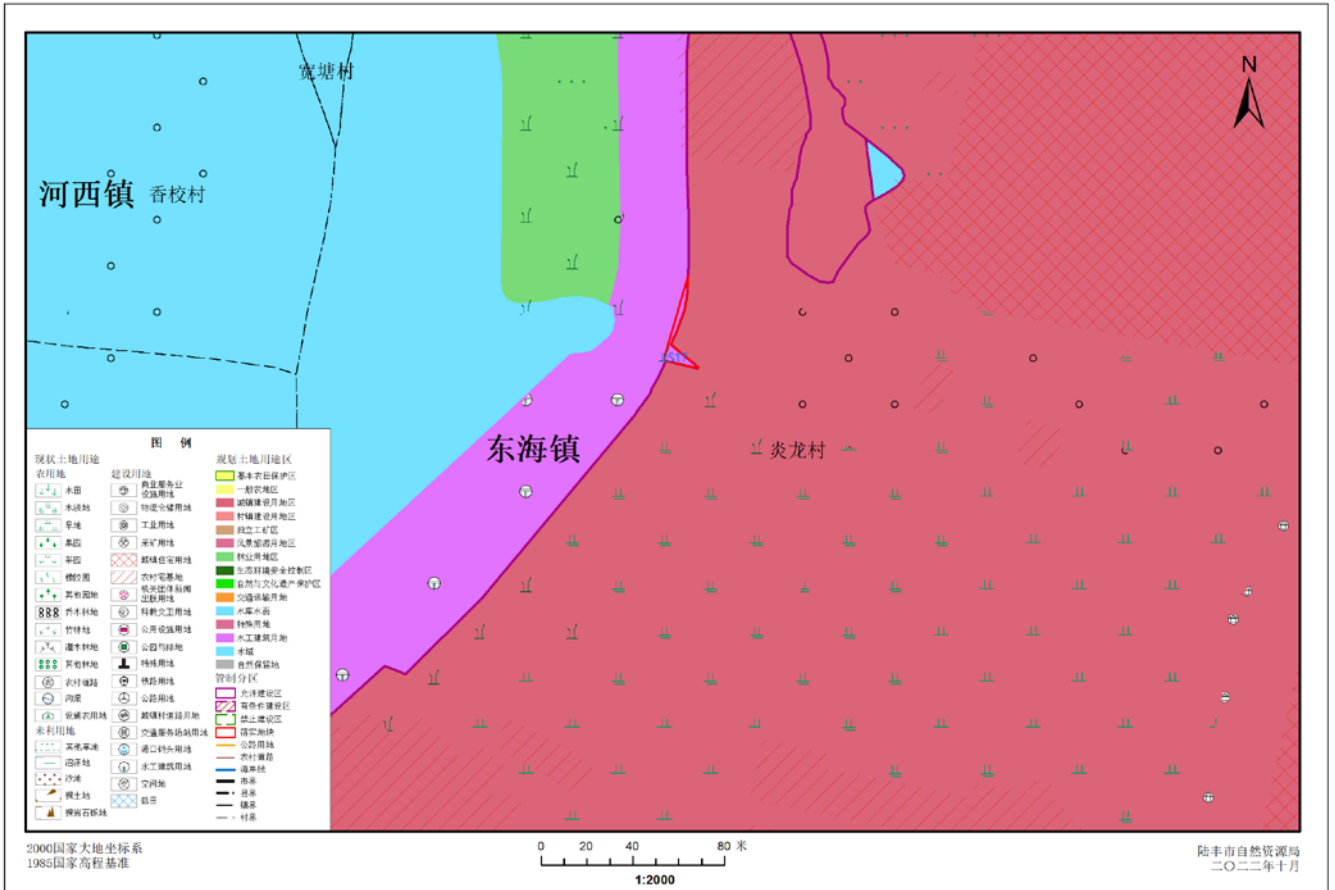 宽塘村
N
河西镇
香校村
S17
东海镇
炎龙村
图 例
现状土地用途
农用地
水田
水浇地
旱地
果园
茶园
橡胶园
其他园地
乔木林地
竹林地
灌木林地
其他林地
农村道路
沟渠
设施农用地
未利用地
其他草地
沼泽地
沙地
裸土地
裸岩石砾地
建设用地
商业服务业
设施用地
物流仓储用地
工业用地
采矿用地
城镇住宅用地
农村宅基地
机关团体新闻
出版用地
科教文卫用地
公用设施用地
公园与绿地
特殊用地
铁路用地
公路用地
城镇村道路用地
交通服务场站用地
港口码头用地
水工建筑用地
空闲地
盐田
规划土地用途区
基本农田保护区
一般农地区
城镇建设用地区
村镇建设用地区
独立工矿区
风景旅游用地区
林业用地区
生态环境安全控制区
自然与文化遗产保护区
交通运输用地
水库水面
特殊用地
水工建筑用地
水域
自然保留地
管制分区
允许建设区
有条件建设区
禁止建设区
落实地块
公路用地
农村道路
海岸线
市界
县界
镇界
村界
2000国家大地坐标系
1985国家高程基准
0 20 40 80 米
1:2000
陆丰市自然资源局
二〇二二年十月